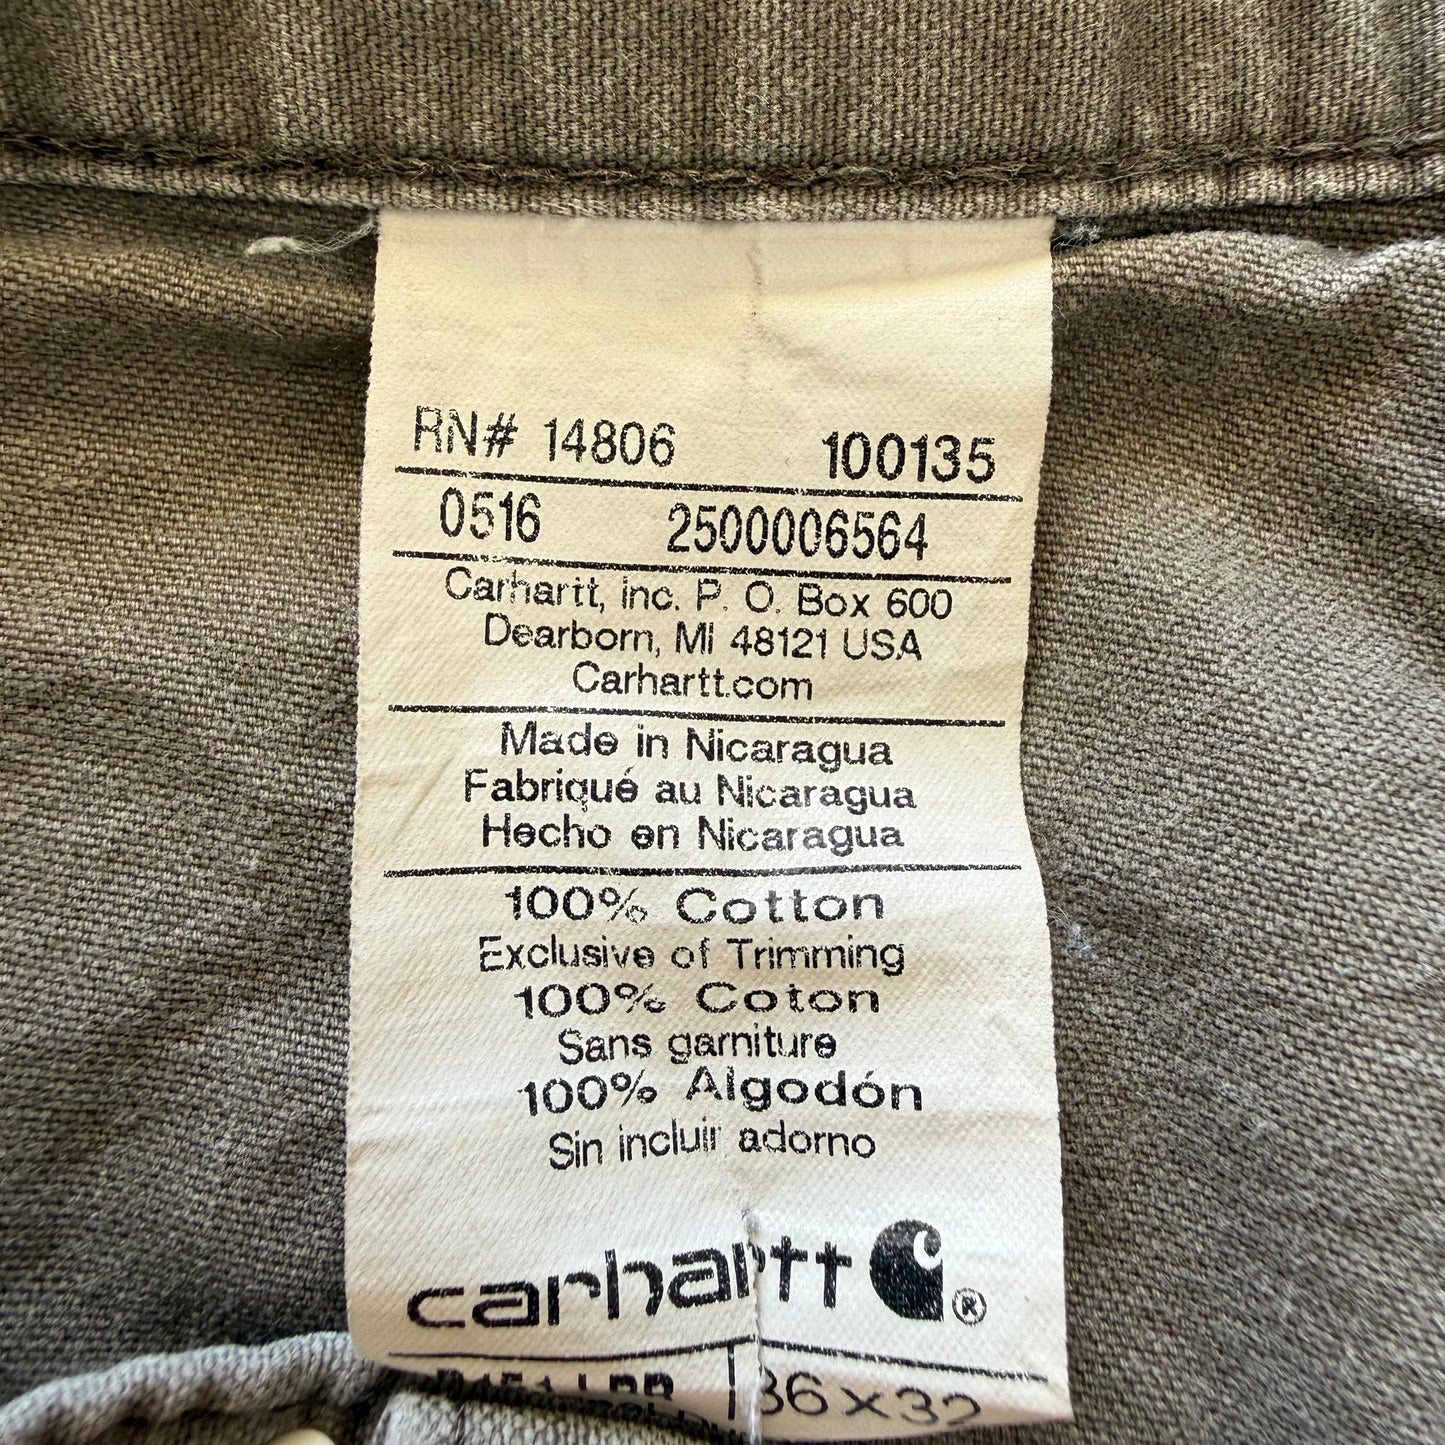 RN# 14806 100135
0516 2500006564
Carhartt, Inc. P. O. Box 600
Dearborn, MI 48121 USA
Carhartt.com
Made in Nicaragua
Fabriqué au Nicaragua
Hecho en Nicaragua
100% Cotton
Exclusive of Trimming
100% Coton
Sans garniture
100% Algodón
Sin incluir adorno
carhartt ®
B151 LBR 36x32